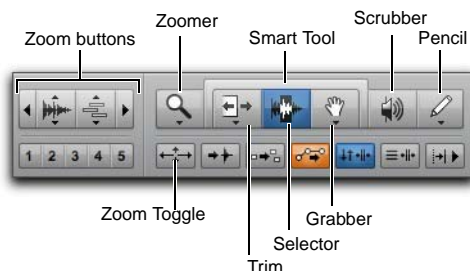 Scrubber
Zoomer
Zoom buttons
Smart Tool
Pencil
1 2 3 4 5
Zoom Toggle
Grabber
Selector
Trim